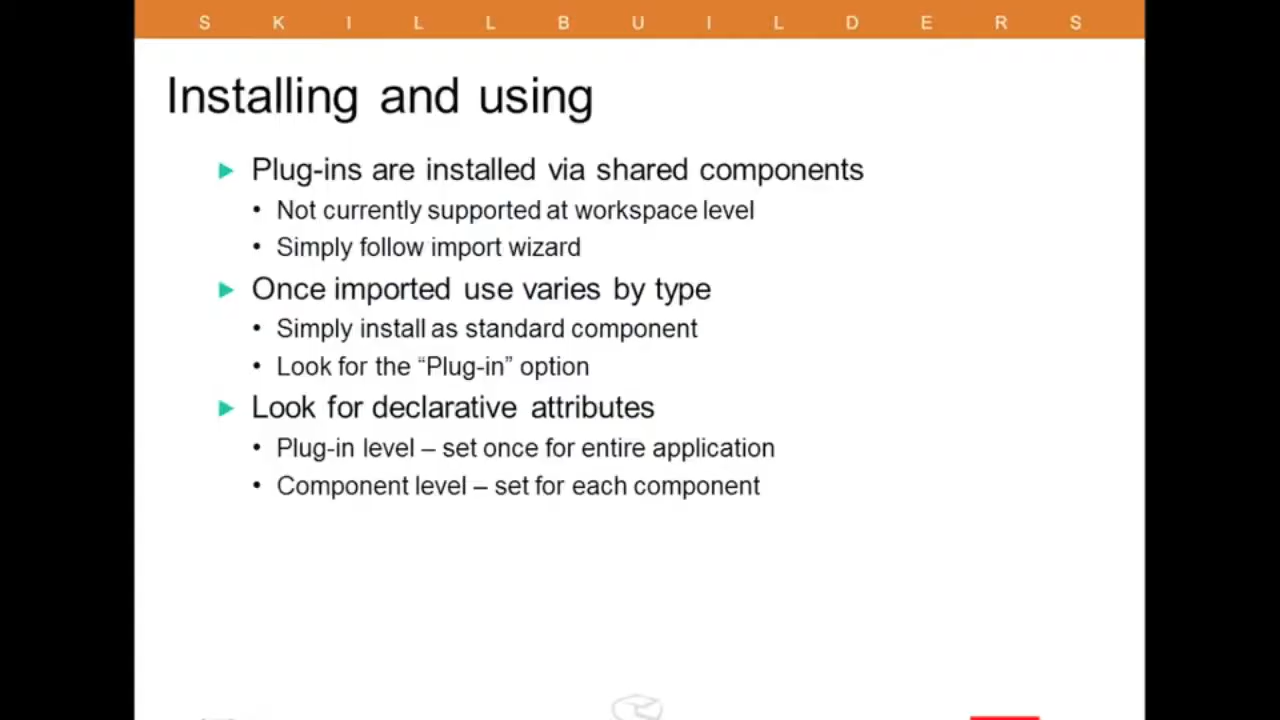 SKILLBUILDERS
Installing and using
Plug-ins are installed via shared components
• Not currently supported at workspace level
• Simply follow import wizard
Once imported use varies by type
• Simply install as standard component
• Look for the “Plug-in” option
Look for declarative attributes
• Plug-in level – set once for entire application
• Component level – set for each component